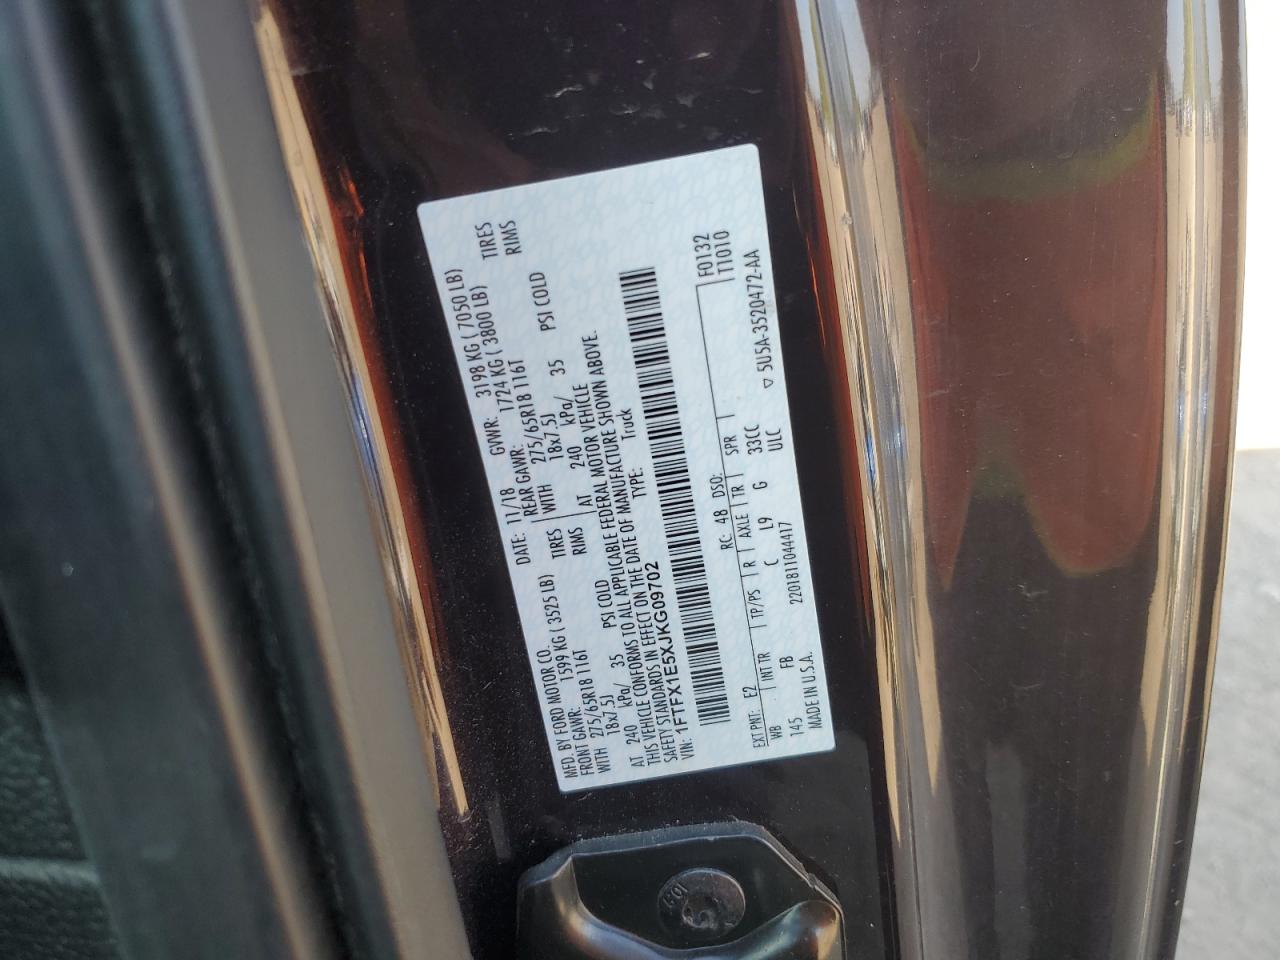 MFD. BY FORD MOTOR CO. DATE: 11/18 GVWR: 3198 KG ( 7050 LB)
FRONT GAWR: 1599 KG ( 3525 LB) REAR GAWR: 1724 KG ( 3800 LB)
WITH 275/65R18 116T TIRES WITH 275/65R18 116T TIRES
18x7.5J RIMS 18x7.5J RIMS
AT 240 kPa/ 35 PSI COLD AT 240 kPa/ 35 PSI COLD
THIS VEHICLE CONFORMS TO ALL APPLICABLE FEDERAL MOTOR VEHICLE
SAFETY STANDARDS IN EFFECT ON THE DATE OF MANUFACTURE SHOWN ABOVE.
VIN: 1FTFX1E5XJKG09702 TYPE: Truck
F0132
EXT PNT: E2 RC: 48 DSO: T1010
WB INT TR TP/PS R AXLE TR SPR
145 FB C L9 G 33CC
MADE IN U.S.A. 2201811044417 ULC ▽ 5U5A-3520472-AA